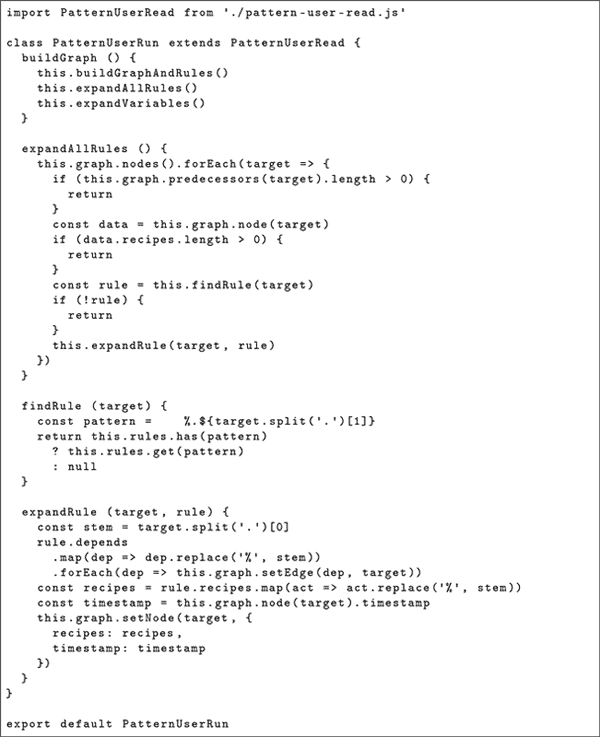 import PatternUserRead from './pattern-user-read.js'

class PatternUserRun extends PatternUserRead {
  buildGraph () {
    this.buildGraphAndRules()
    this.expandAllRules()
    this.expandVariables()
  }

  expandAllRules () {
    this.graph.nodes().forEach(target => {
      if (this.graph.predecessors(target).length > 0) {
        return
      }
      const data = this.graph.node(target)
      if (data.recipes.length > 0) {
        return
      }
      const rule = this.findRule(target)
      if (!rule) {
        return
      }
      this.expandRule(target, rule)
    })
  }

  findRule (target) {
    const pattern =    %.${target.split('.')[1]}
    return this.rules.has(pattern)
      ? this.rules.get(pattern)
      : null
  }

  expandRule (target, rule) {
    const stem = target.split('.')[0]
    rule.depends
      .map(dep => dep.replace('%', stem))
      .forEach(dep => this.graph.setEdge(dep, target))
    const recipes = rule.recipes.map(act => act.replace('%', stem))
    const timestamp = this.graph.node(target).timestamp
    this.graph.setNode(target, {
      recipes: recipes,
      timestamp: timestamp
    })
  }
}

export default PatternUserRun